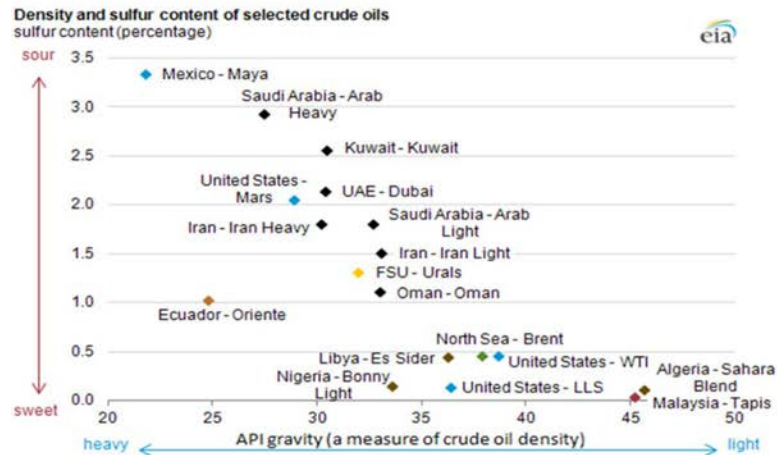 Density and sulfur content of selected crude oils
sulfur content (percentage)
eia
sour
3.5
Mexico - Maya
Saudi Arabia - Arab
Heavy
3.0
Kuwait - Kuwait
2.5
United States -
Mars
UAE - Dubai
2.0
Iran - Iran Heavy
Saudi Arabia - Arab
Light
1.5
Iran - Iran Light
FSU - Urals
Oman - Oman
1.0
Ecuador - Oriente
North Sea - Brent
0.5
Libya - Es Sider
United States - WTI
Nigeria - Bonny
Light
United States - LLS
Algeria - Sahara
Blend
Malaysia - Tapis
0.0
sweet
20 25 30 35 40 45 50
heavy
API gravity (a measure of crude oil density)
light